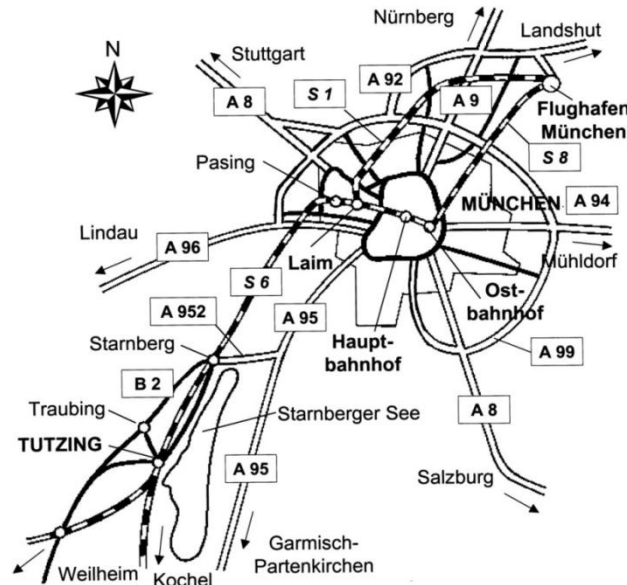 Nürnberg
Landshut
N
Stuttgart
A 92
S 1
A 8
A 9
Flughafen
München
Pasing
S 8
MÜNCHEN
A 94
Lindau
A 96
Laim
Mühldorf
S 6
Ost-
bahnhof
A 952
A 95
Haupt-
bahnhof
Starnberg
A 99
B 2
A 8
Traubing
Starnberger See
TUTZING
A 95
Salzburg
Garmisch-
Partenkirchen
Weilheim
Kochel